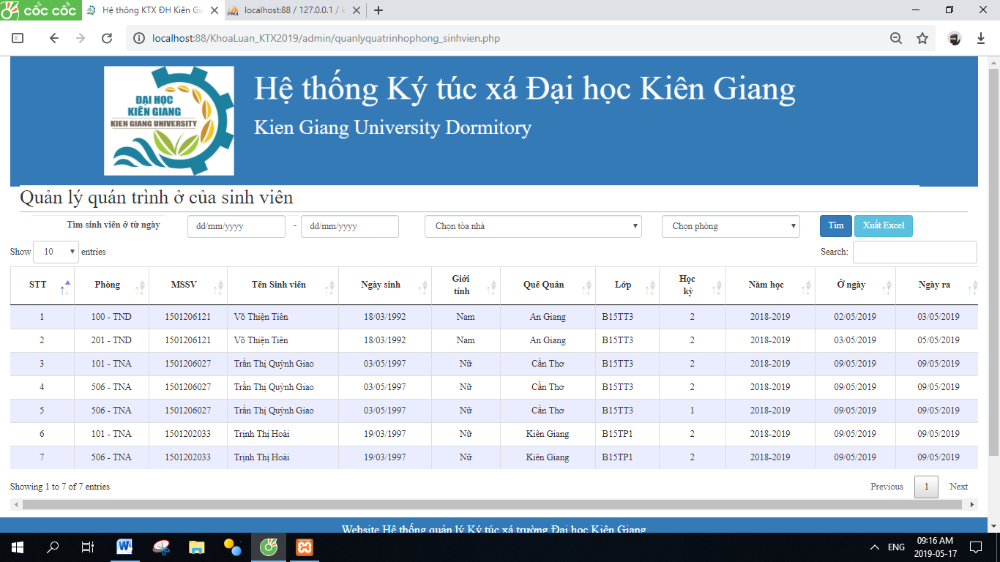 cốc cốc
Hệ thống KTX ĐH Kiên Gia
localhost:88 / 127.0.0.1 / k
localhost:88/KhoaLuan_KTX2019/admin/quanlyquatrinhophong_sinhvien.php
ĐẠI HỌC
KIÊN GIANG
KIEN GIANG UNIVERSITY
Hệ thống Ký túc xá Đại học Kiên Giang
Kien Giang University Dormitory
Quản lý quán trình ở của sinh viên
Tìm sinh viên ở từ ngày dd/mm/yyyy - dd/mm/yyyy Chọn tòa nhà Chọn phòng Tìm Xuất Excel
Show 10 entries Search:
STT Phòng MSSV Tên Sinh viên Ngày sinh Giới tính Quê Quán Lớp Học kỳ Năm học Ở ngày Ngày ra
1 100 - TND 1501206121 Võ Thiện Tiên 18/03/1992 Nam An Giang B15TT3 2 2018-2019 02/05/2019 03/05/2019
2 201 - TND 1501206121 Võ Thiện Tiên 18/03/1992 Nam An Giang B15TT3 2 2018-2019 03/05/2019 05/05/2019
3 101 - TNA 1501206027 Trần Thị Quỳnh Giao 03/05/1997 Nữ Cần Thơ B15TT3 2 2018-2019 09/05/2019 09/05/2019
4 506 - TNA 1501206027 Trần Thị Quỳnh Giao 03/05/1997 Nữ Cần Thơ B15TT3 2 2018-2019 09/05/2019 09/05/2019
5 506 - TNA 1501206027 Trần Thị Quỳnh Giao 03/05/1997 Nữ Cần Thơ B15TT3 1 2018-2019 09/05/2019 09/05/2019
6 101 - TNA 1501202033 Trịnh Thị Hoài 19/03/1997 Nữ Kiên Giang B15TP1 2 2018-2019 09/05/2019 09/05/2019
7 506 - TNA 1501202033 Trịnh Thị Hoài 19/03/1997 Nữ Kiên Giang B15TP1 2 2018-2019 09/05/2019 09/05/2019
Showing 1 to 7 of 7 entries Previous 1 Next
Website Hệ thống quản lý Ký túc xá trường Đại học Kiên Giang
ENG 09:16 AM
2019-05-17